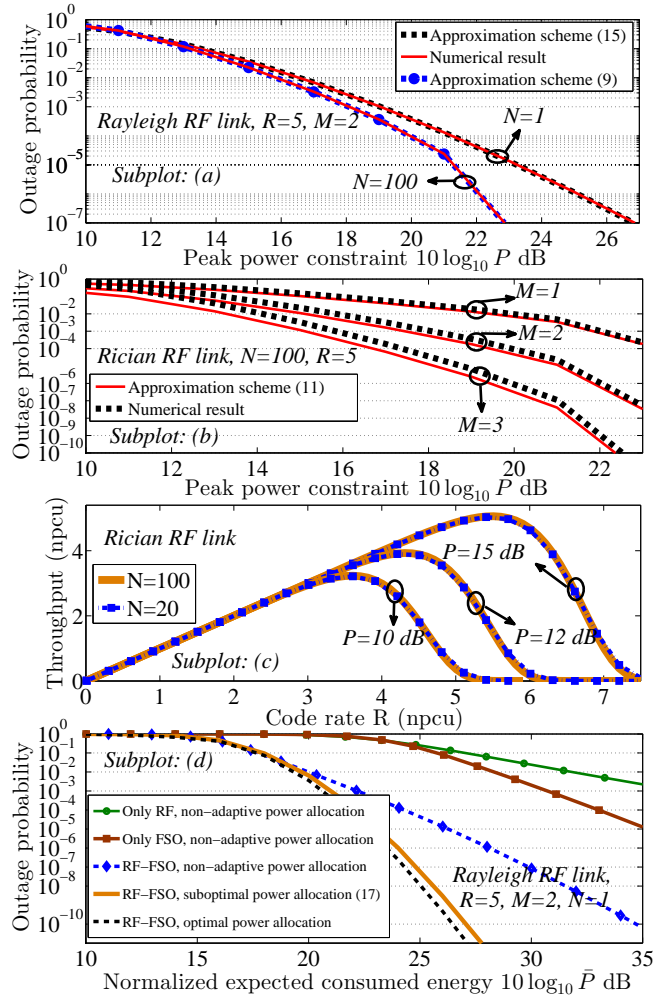 Outage probability
10^0
10^-1
10^-2
10^-3
10^-4
10^-5
10^-6
10^-7
Approximation scheme (15)
Numerical result
Approximation scheme (9)
Rayleigh RF link, R=5, M=2
N=1
Subplot: (a)
N=100
10 12 14 16 18 20 22 24 26
Peak power constraint 10 log10 P dB
Outage probability
10^0
10^-2
10^-4
10^-6
10^-8
10^-10
M=1
M=2
Rician RF link, N=100, R=5
Approximation scheme (11)
Numerical result
M=3
Subplot: (b)
10 12 14 16 18 20 22
Peak power constraint 10 log10 P dB
Throughput (npcu)
4
2
0
Rician RF link
N=100
N=20
P=15 dB
P=10 dB
P=12 dB
Subplot: (c)
0 1 2 3 4 5 6 7
Code rate R (npcu)
Outage probability
10^0
10^-1
10^-2
10^-3
10^-4
10^-5
10^-6
10^-7
10^-8
10^-10
Subplot: (d)
Only RF, non-adaptive power allocation
Only FSO, non-adaptive power allocation
RF-FSO, non-adaptive power allocation
RF-FSO, suboptimal power allocation (17)
RF-FSO, optimal power allocation
Rayleigh RF link,
R=5, M=2, N=1
10 15 20 25 30 35
Normalized expected consumed energy 10 log10 P̄ dB